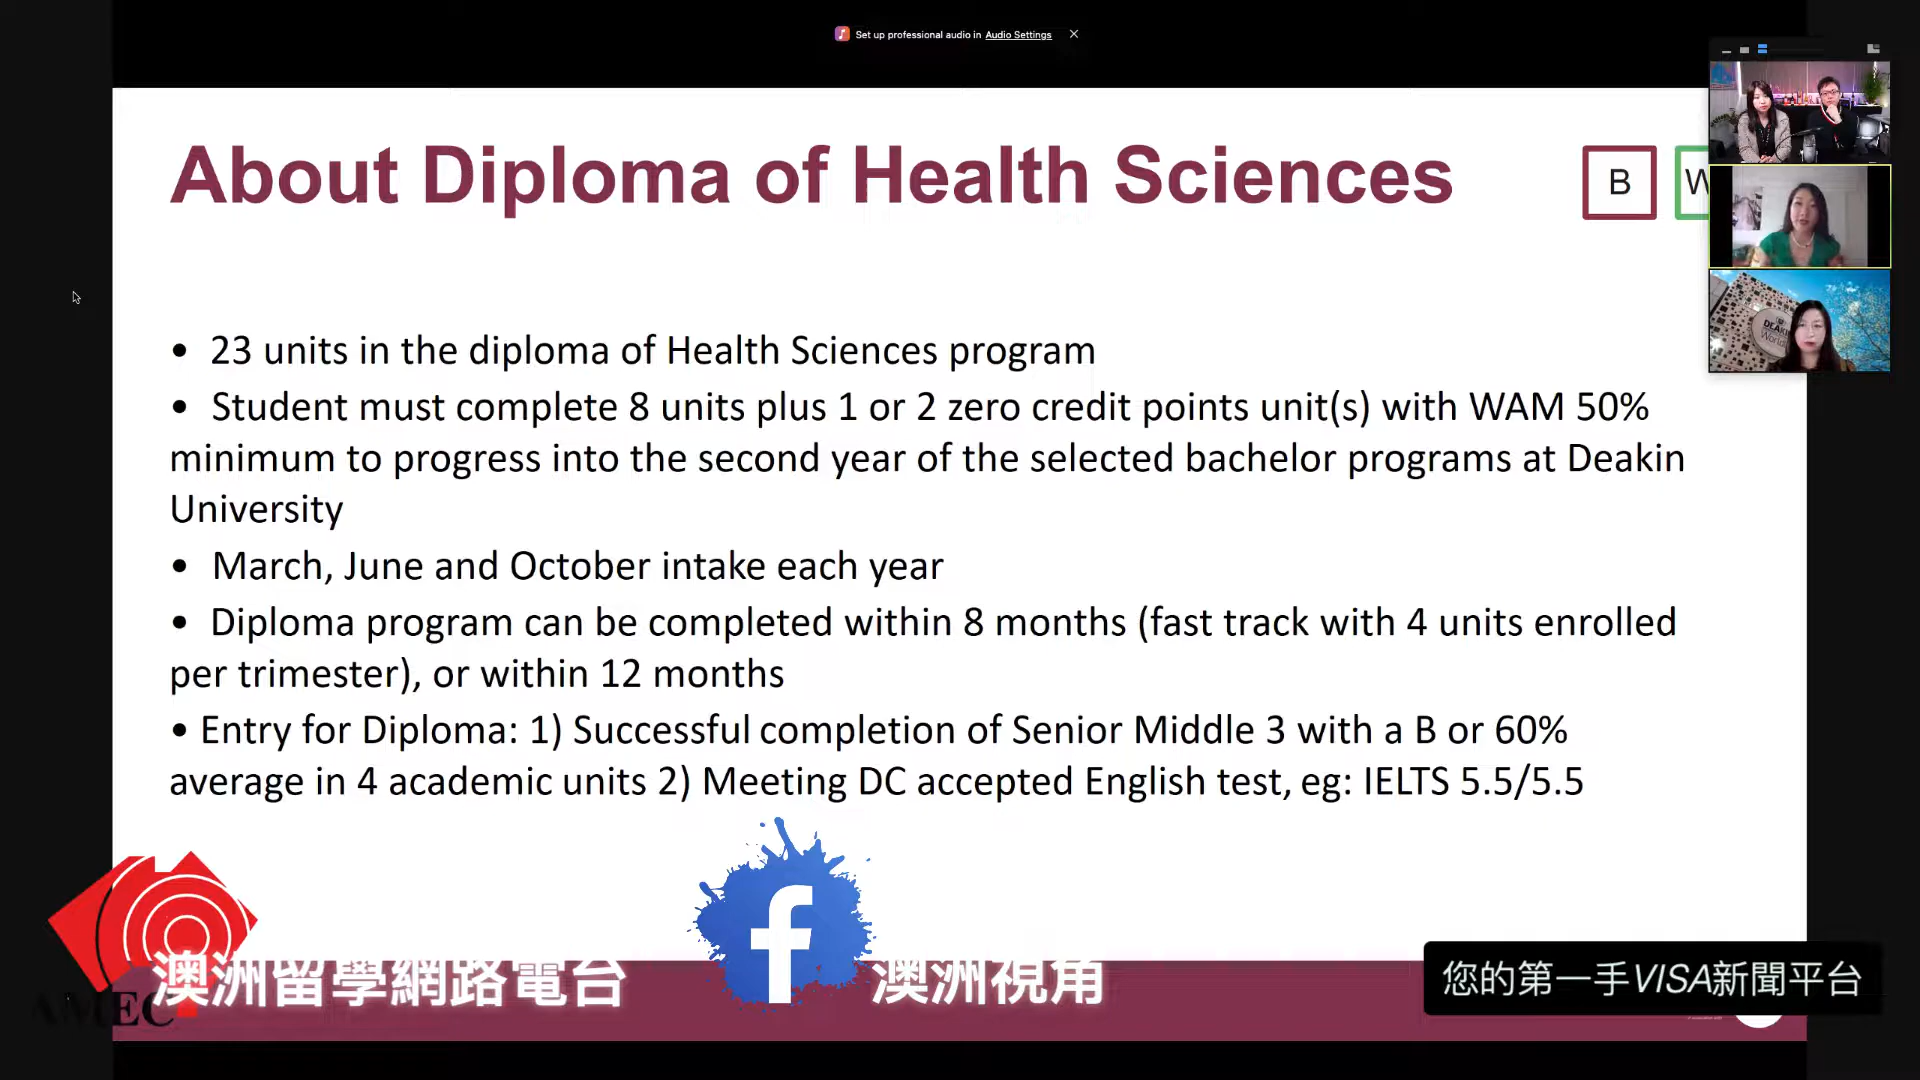 Set up professional audio in Audio Settings
About Diploma of Health Sciences
B
W
• 23 units in the diploma of Health Sciences program
• Student must complete 8 units plus 1 or 2 zero credit points unit(s) with WAM 50%
minimum to progress into the second year of the selected bachelor programs at Deakin
University
• March, June and October intake each year
• Diploma program can be completed within 8 months (fast track with 4 units enrolled
per trimester), or within 12 months
• Entry for Diploma: 1) Successful completion of Senior Middle 3 with a B or 60%
average in 4 academic units 2) Meeting DC accepted English test, eg: IELTS 5.5/5.5
澳洲留學網路電台
AMEC
f
澳洲視角
您的第一手VISA新聞平台